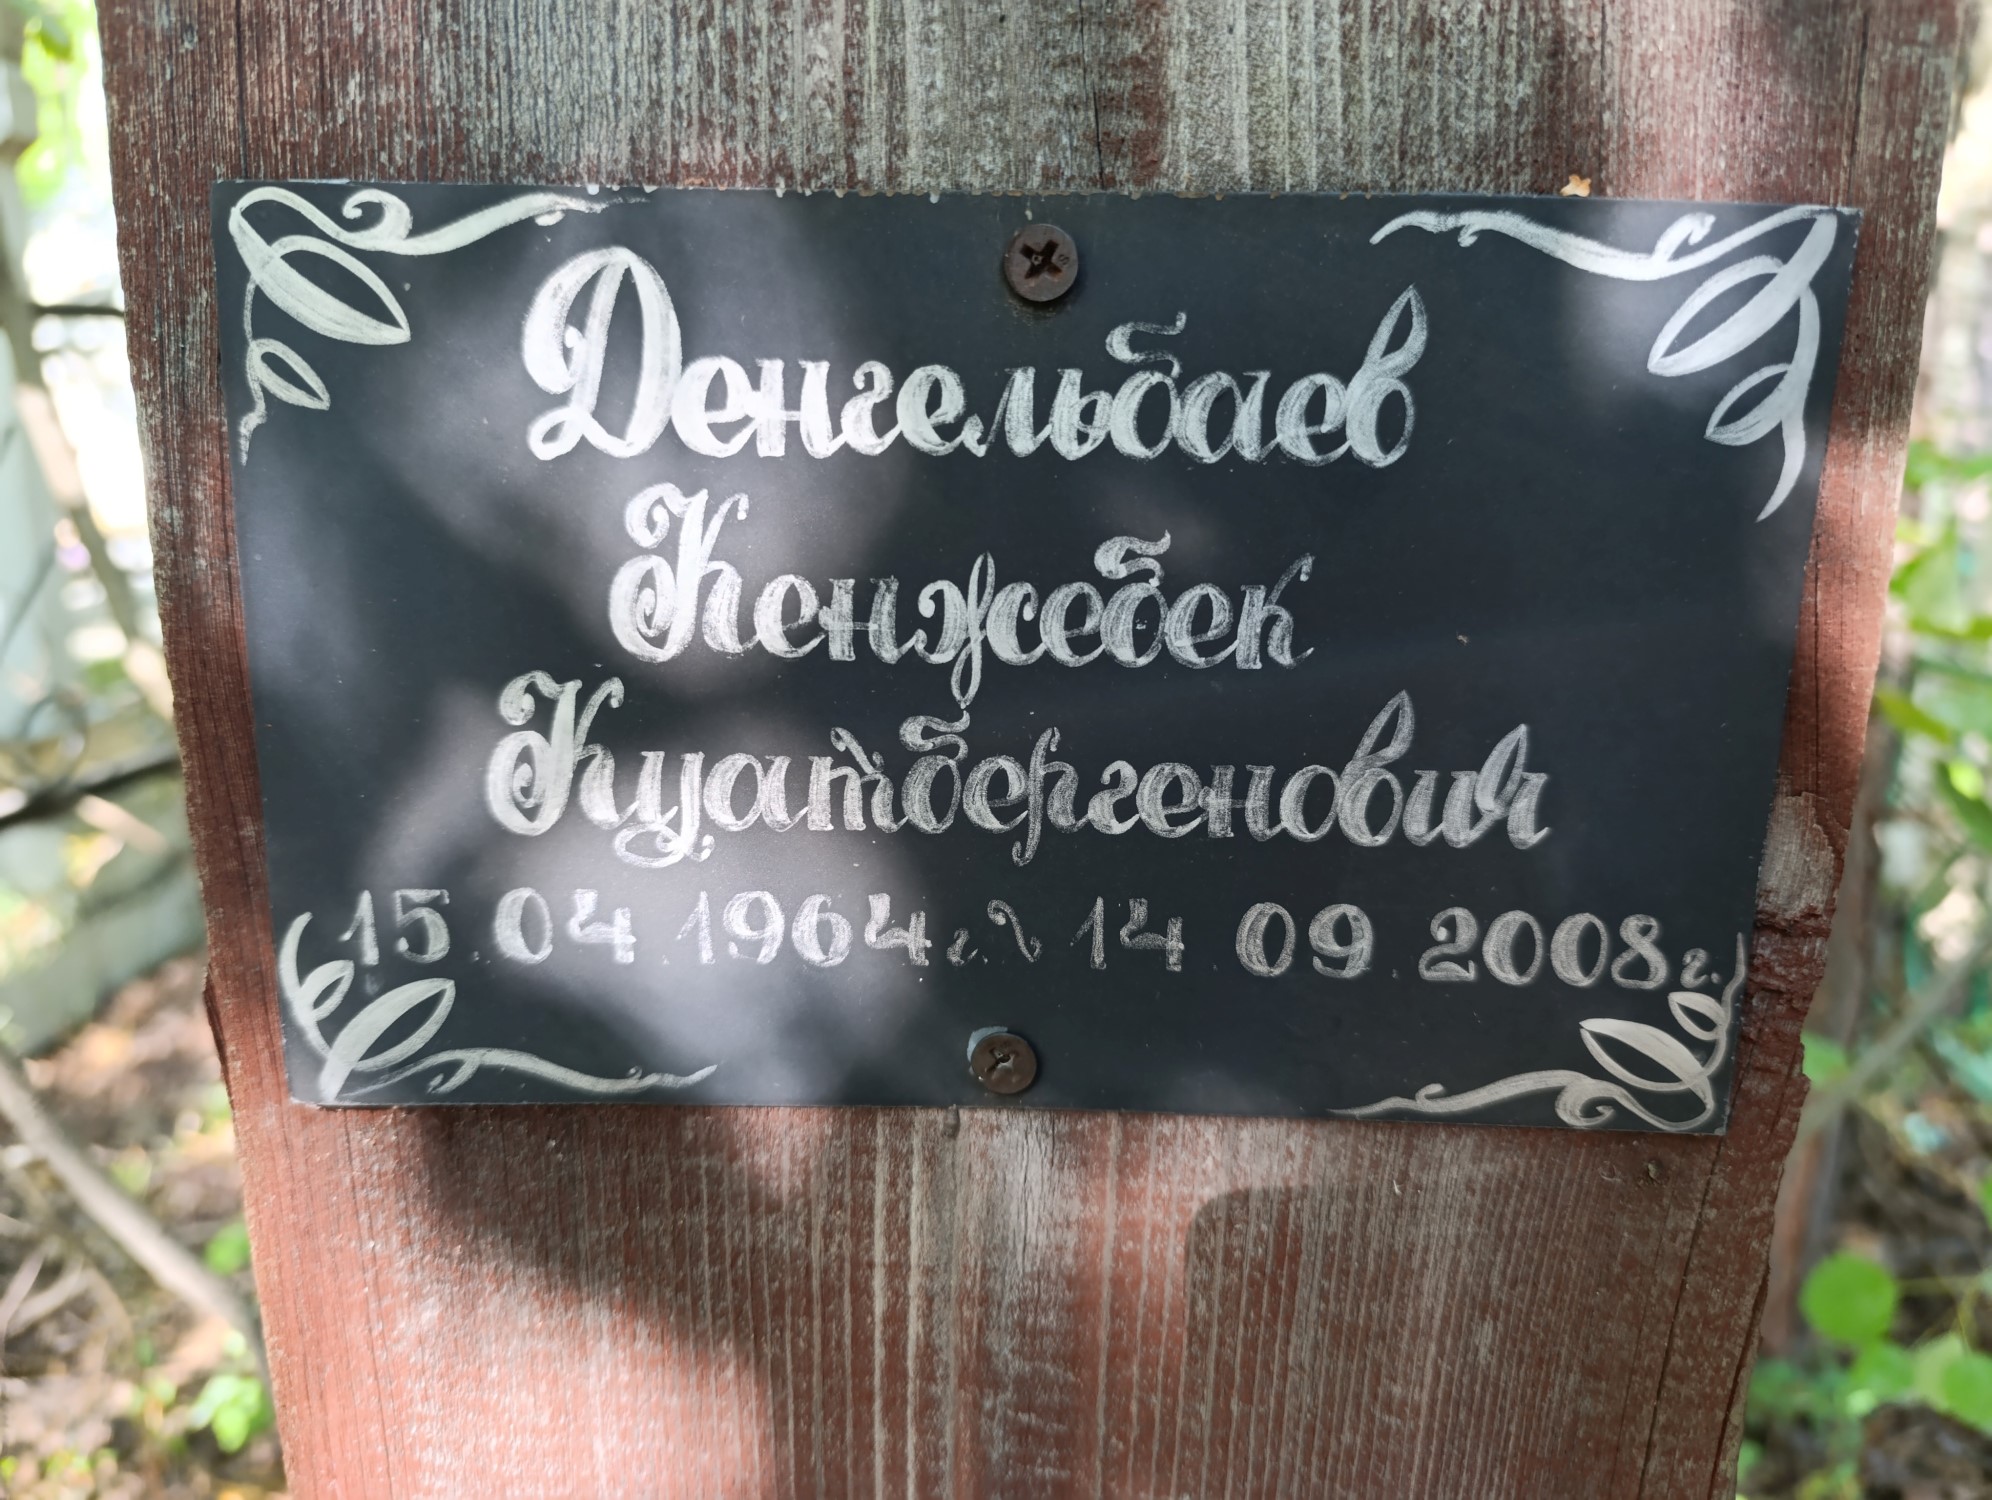 Денгельбаев
Кенжебек
Куатбергенович
15.04.1964г. ~ 14.09.2008г.